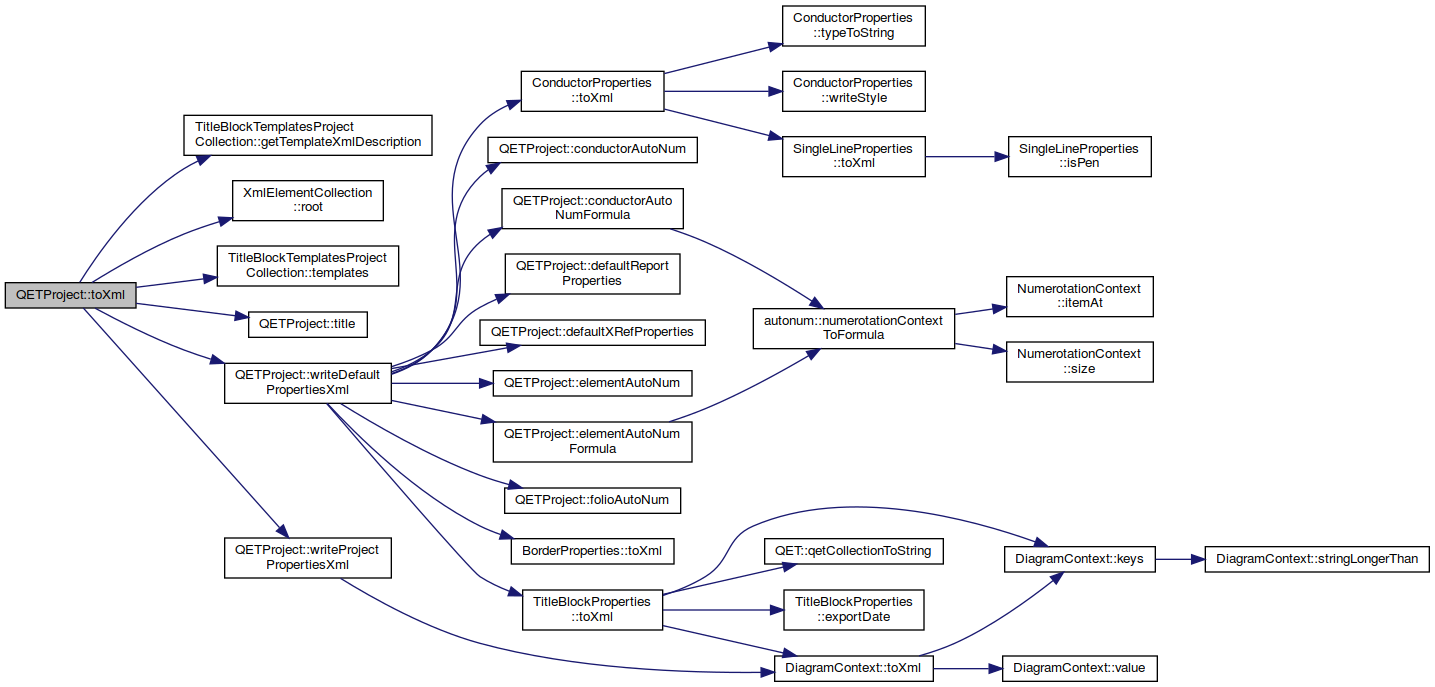 QETProject::toXml
TitleBlockTemplatesProject
Collection::getTemplateXmlDescription
XmlElementCollection
::root
TitleBlockTemplatesProject
Collection::templates
QETProject::title
QETProject::writeDefault
PropertiesXml
QETProject::writeProject
PropertiesXml
ConductorProperties
::toXml
QETProject::conductorAutoNum
QETProject::conductorAuto
NumFormula
QETProject::defaultReport
Properties
QETProject::defaultXRefProperties
QETProject::elementAutoNum
QETProject::elementAutoNum
Formula
QETProject::folioAutoNum
BorderProperties::toXml
TitleBlockProperties
::toXml
ConductorProperties
::typeToString
ConductorProperties
::writeStyle
SingleLineProperties
::toXml
autonum::numerotationContext
ToFormula
QET::qetCollectionToString
TitleBlockProperties
::exportDate
DiagramContext::toXml
SingleLineProperties
::isPen
NumerotationContext
::itemAt
NumerotationContext
::size
DiagramContext::keys
DiagramContext::value
DiagramContext::stringLongerThan